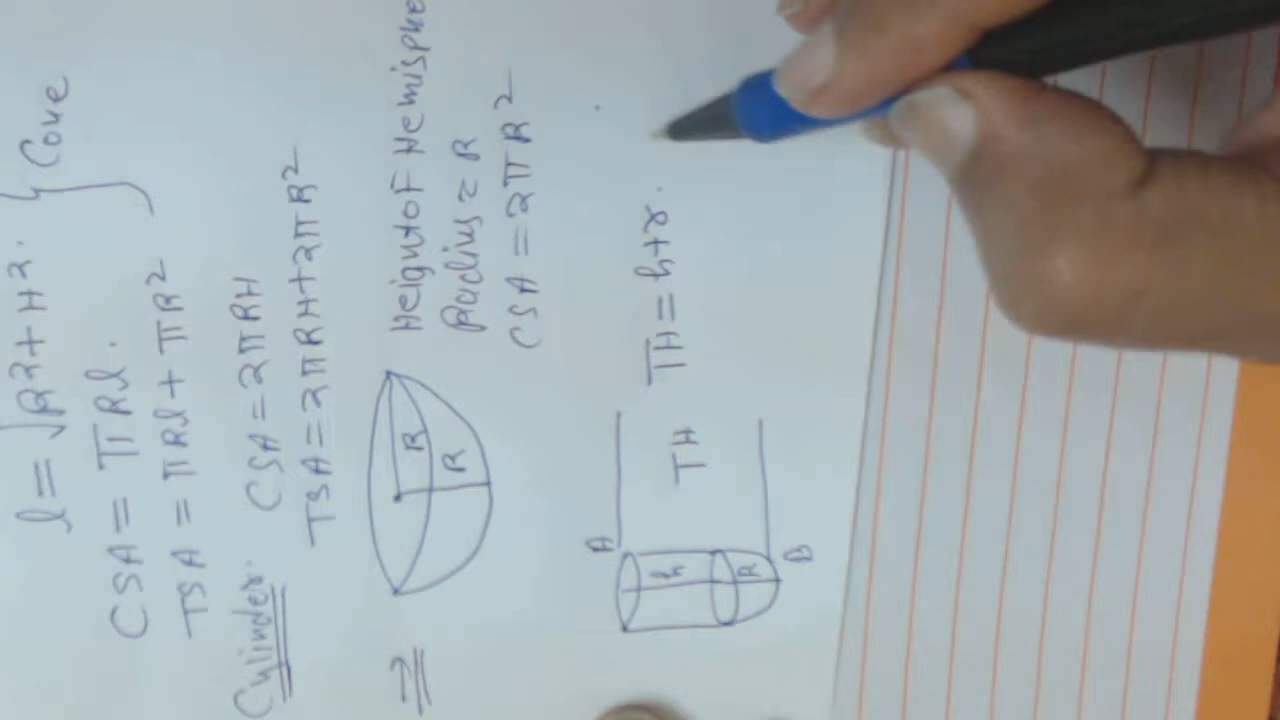 l = √R²+H².
CSA = πRl.
TSA = πRl + πR²
} Cone
Cylinder. CSA = 2πRH
TSA = 2πRH+2πR²
⇒ R
R
Height of Hemisphe
Radius = R
CSA = 2πR²
A
h
R
B
TH
TH = h+r.